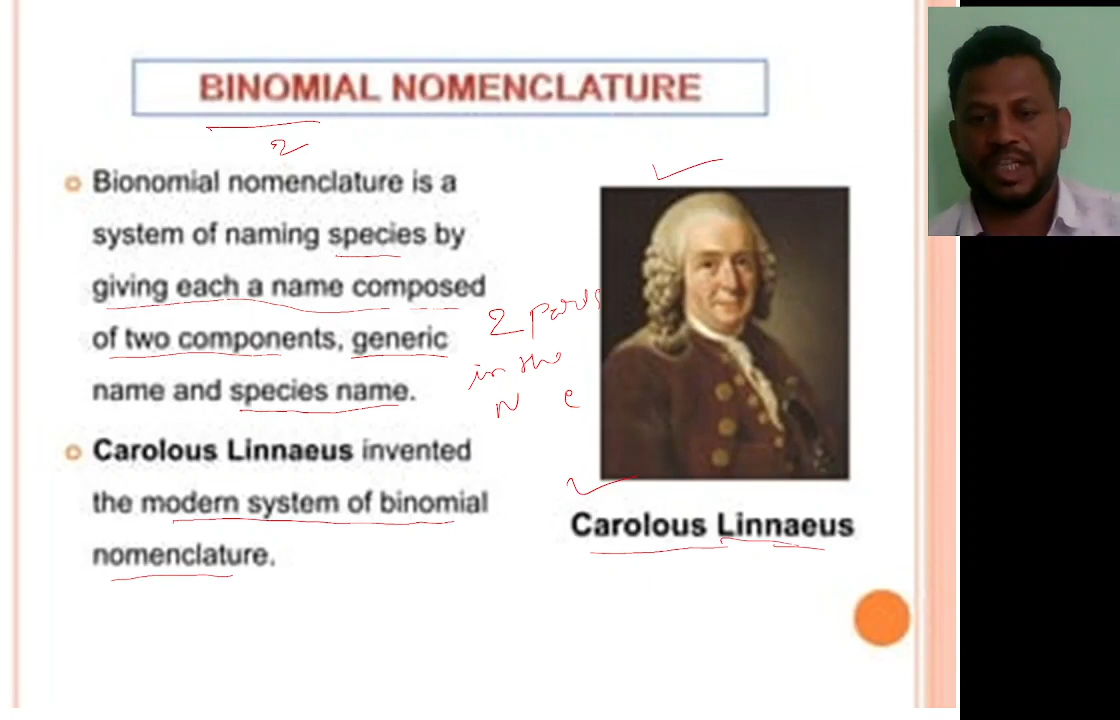 BINOMIAL NOMENCLATURE
2
Bionomial nomenclature is a
system of naming species by
giving each a name composed
of two components, generic
name and species name.
2 parts
in the
N e
Carolous Linnaeus invented
the modern system of binomial
nomenclature.
Carolous Linnaeus